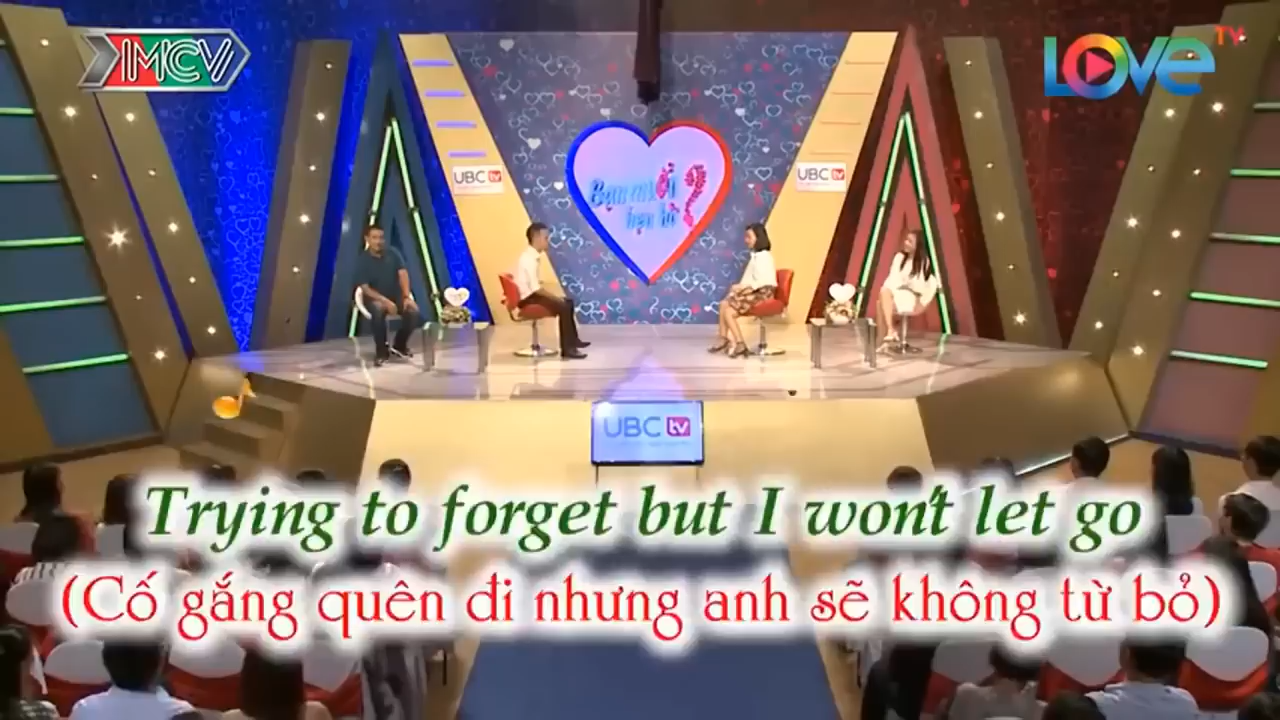 MCV
LOVE TV
UBC tv
UBC tv
Bạn muốn
hẹn hò ?
UBC tv
Trying to forget but I won't let go
(Cố gắng quên đi nhưng anh sẽ không từ bỏ)